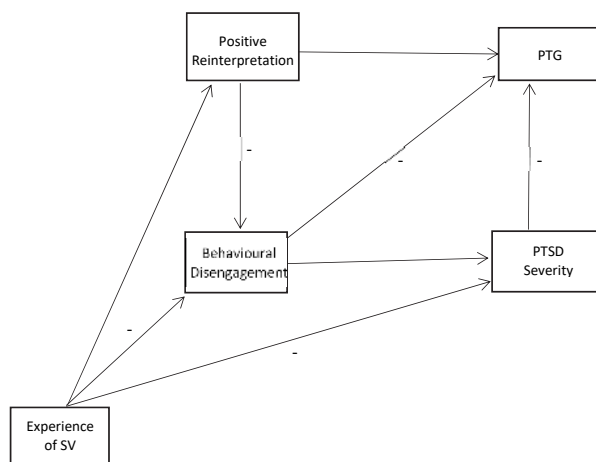 Positive
Reinterpretation
PTG
-
-
-
Behavioural
Disengagement
PTSD
Severity
-
-
Experience
of SV